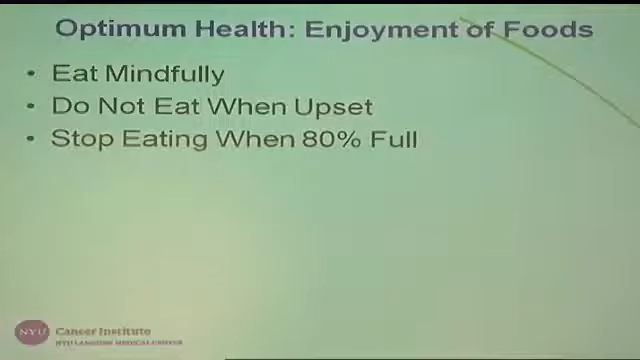 Optimum Health: Enjoyment of Foods
• Eat Mindfully
• Do Not Eat When Upset
• Stop Eating When 80% Full
NYU Cancer Institute
NYU LANGONE MEDICAL CENTER